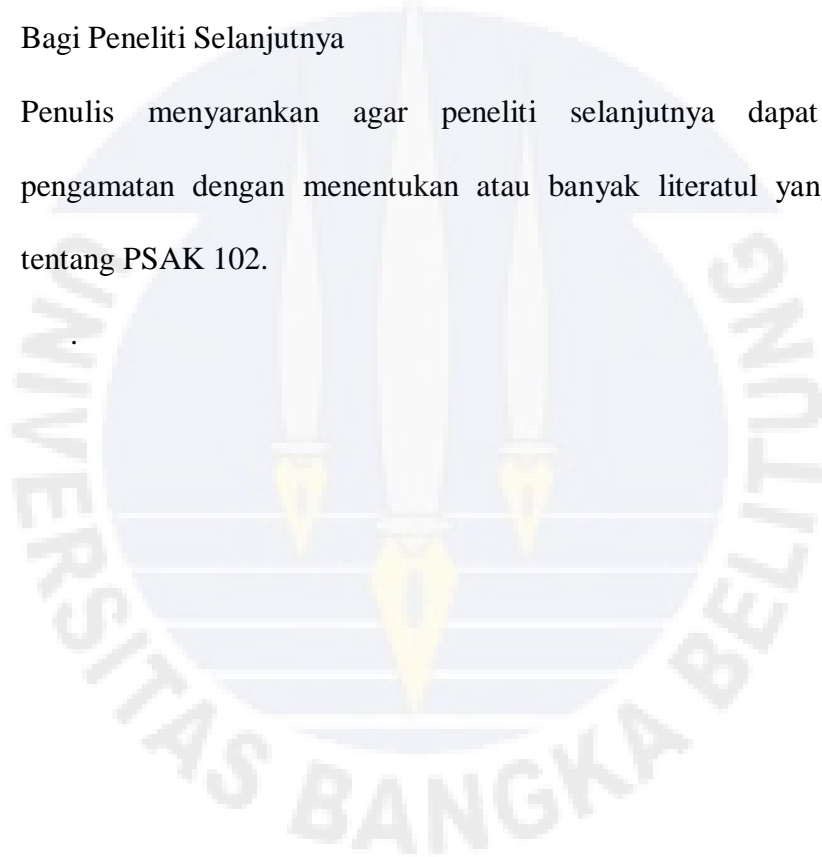 Bagi Peneliti Selanjutnya
Penulis menyarankan agar peneliti selanjutnya dapat
pengamatan dengan menentukan atau banyak literatul yan
tentang PSAK 102.
.
UNIVERSITAS BANGKA BELITUNG